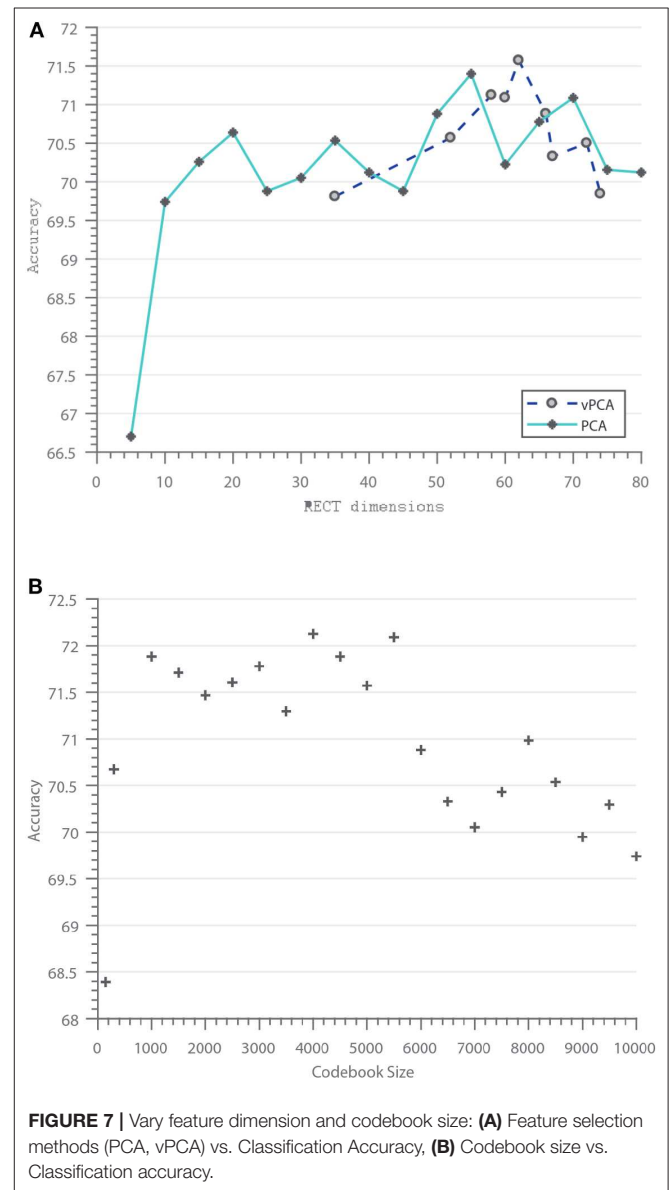 A
72
71.5
71
70.5
70
69.5
69
68.5
68
67.5
67
66.5
Accuracy
0 10 20 30 40 50 60 70 80
RECT dimensions
vPCA
PCA
B
72.5
72
71.5
71
70.5
70
69.5
69
68.5
68
Accuracy
0 1000 2000 3000 4000 5000 6000 7000 8000 9000 10000
Codebook Size
FIGURE 7 | Vary feature dimension and codebook size: (A) Feature selection
methods (PCA, vPCA) vs. Classification Accuracy, (B) Codebook size vs.
Classification accuracy.